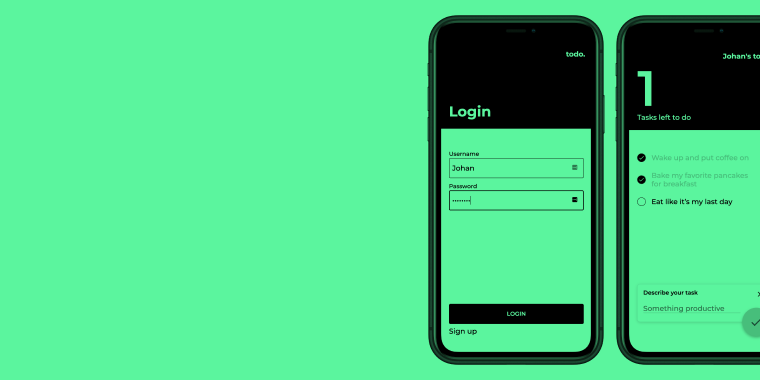 todo.
Login
Username
Johan
Password
LOGIN
Sign up
Johan's to
1
Tasks left to do
Wake up and put coffee on
Bake my favorite pancakes
for breakfast
Eat like it's my last day
Describe your task
Something productive